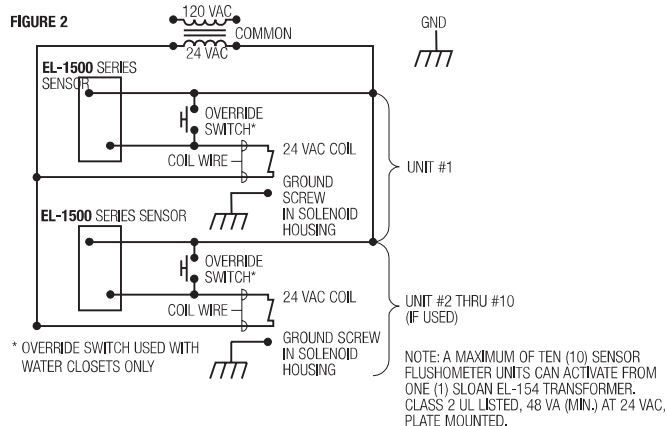 FIGURE 2
120 VAC
COMMON
24 VAC
GND
EL-1500 SERIES
SENSOR
OVERRIDE
SWITCH*
COIL WIRE
24 VAC COIL
GROUND
SCREW
IN SOLENOID
HOUSING
UNIT #1
EL-1500 SERIES SENSOR
OVERRIDE
SWITCH*
COIL WIRE
24 VAC COIL
GROUND SCREW
IN SOLENOID
HOUSING
UNIT #2 THRU #10
(IF USED)
* OVERRIDE SWITCH USED WITH
WATER CLOSETS ONLY
NOTE: A MAXIMUM OF TEN (10) SENSOR
FLUSHOMETER UNITS CAN ACTIVATE FROM
ONE (1) SLOAN EL-154 TRANSFORMER.
CLASS 2 UL LISTED, 48 VA (MIN.) AT 24 VAC,
PLATE MOUNTED.